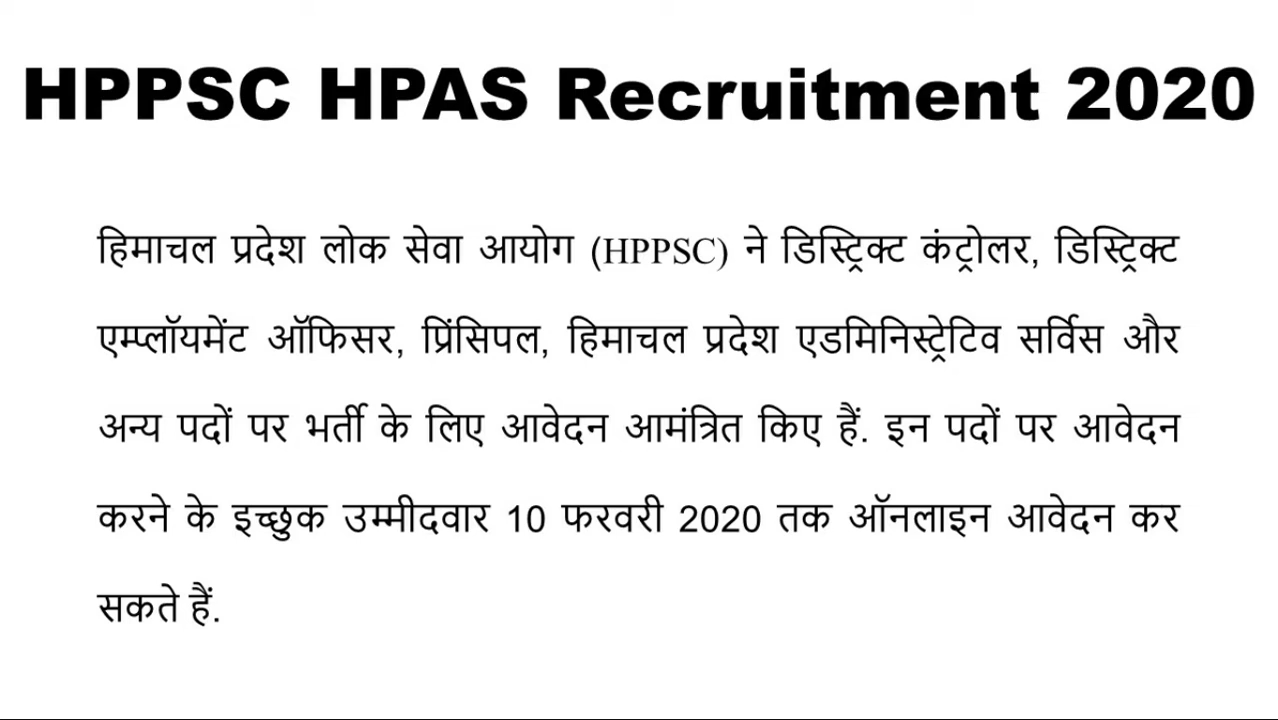 HPPSC HPAS Recruitment 2020
हिमाचल प्रदेश लोक सेवा आयोग (HPPSC) ने डिस्ट्रिक्ट कंट्रोलर, डिस्ट्रिक्ट
एम्प्लॉयमेंट ऑफिसर, प्रिंसिपल, हिमाचल प्रदेश एडमिनिस्ट्रेटिव सर्विस और
अन्य पदों पर भर्ती के लिए आवेदन आमंत्रित किए हैं. इन पदों पर आवेदन
करने के इच्छुक उम्मीदवार 10 फरवरी 2020 तक ऑनलाइन आवेदन कर
सकते हैं.